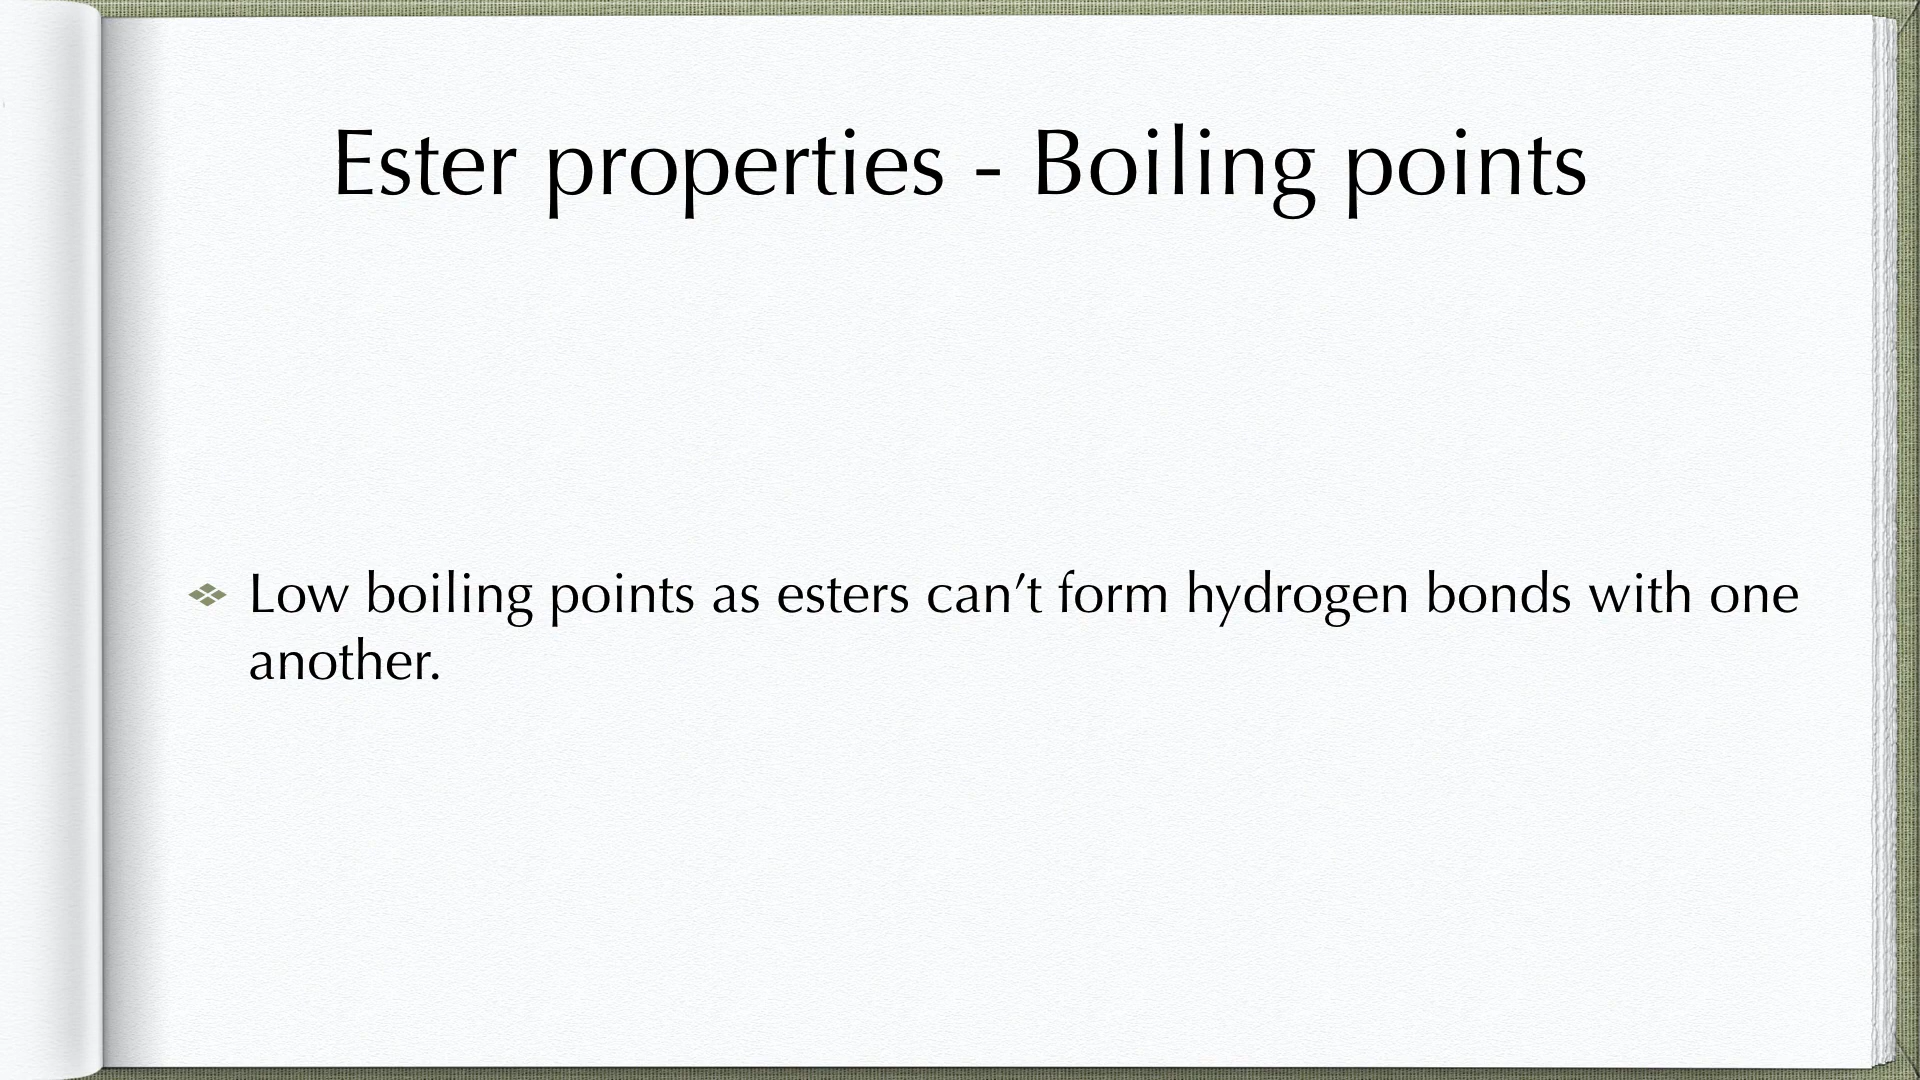 Ester properties - Boiling points
Low boiling points as esters can’t form hydrogen bonds with one
another.